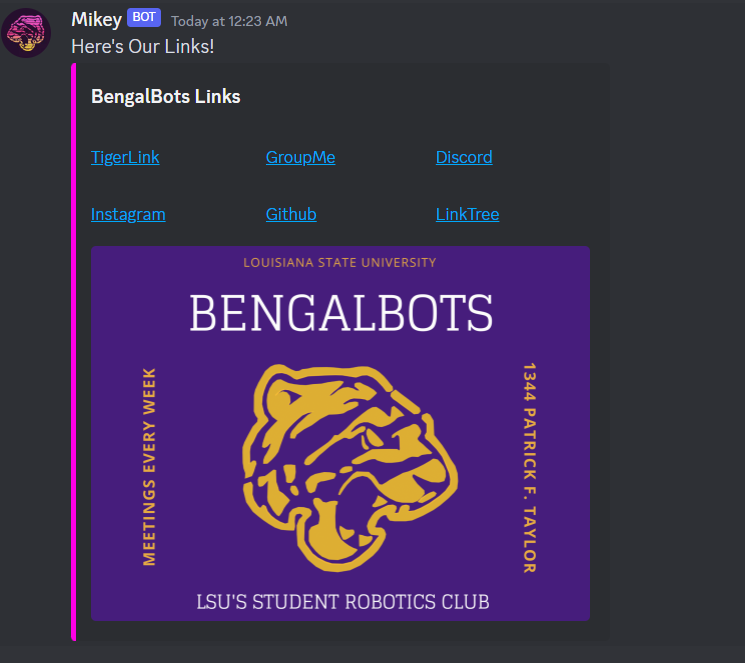 Mikey BOT Today at 12:23 AM
Here's Our Links!
BengalBots Links
TigerLink GroupMe Discord
Instagram Github LinkTree
LOUISIANA STATE UNIVERSITY
BENGALBOTS
MEETINGS EVERY WEEK
1344 PATRICK F. TAYLOR
LSU'S STUDENT ROBOTICS CLUB